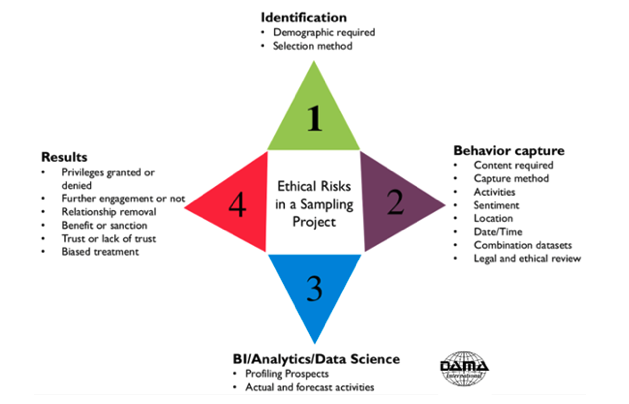 Identification
• Demographic required
• Selection method
1
Results
• Privileges granted or
denied
• Further engagement or not
• Relationship removal
• Benefit or sanction
• Trust or lack of trust
• Biased treatment
4
Ethical Risks
in a Sampling
Project
2
Behavior capture
• Content required
• Capture method
• Activities
• Sentiment
• Location
• Date/Time
• Combination datasets
• Legal and ethical review
3
BI/Analytics/Data Science
• Profiling Prospects
• Actual and forecast activities
DAMA
International